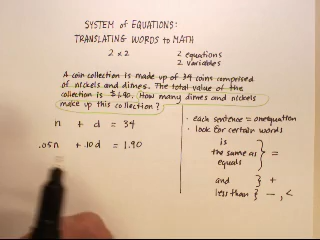 SYSTEM of EQUATIONS:
TRANSLATING WORDS to MATH
2 x 2
2 equations
2 variables
A coin collection is made up of 34 coins comprised
of nickels and dimes. The total value of the
collection is $1.90. How many dimes and nickels
make up this collection?
n + d = 34
.05n + .10d = 1.90
=
• each sentence = one equation
• look for certain words
is
the same as } =
equals
and } +
less than } - , <